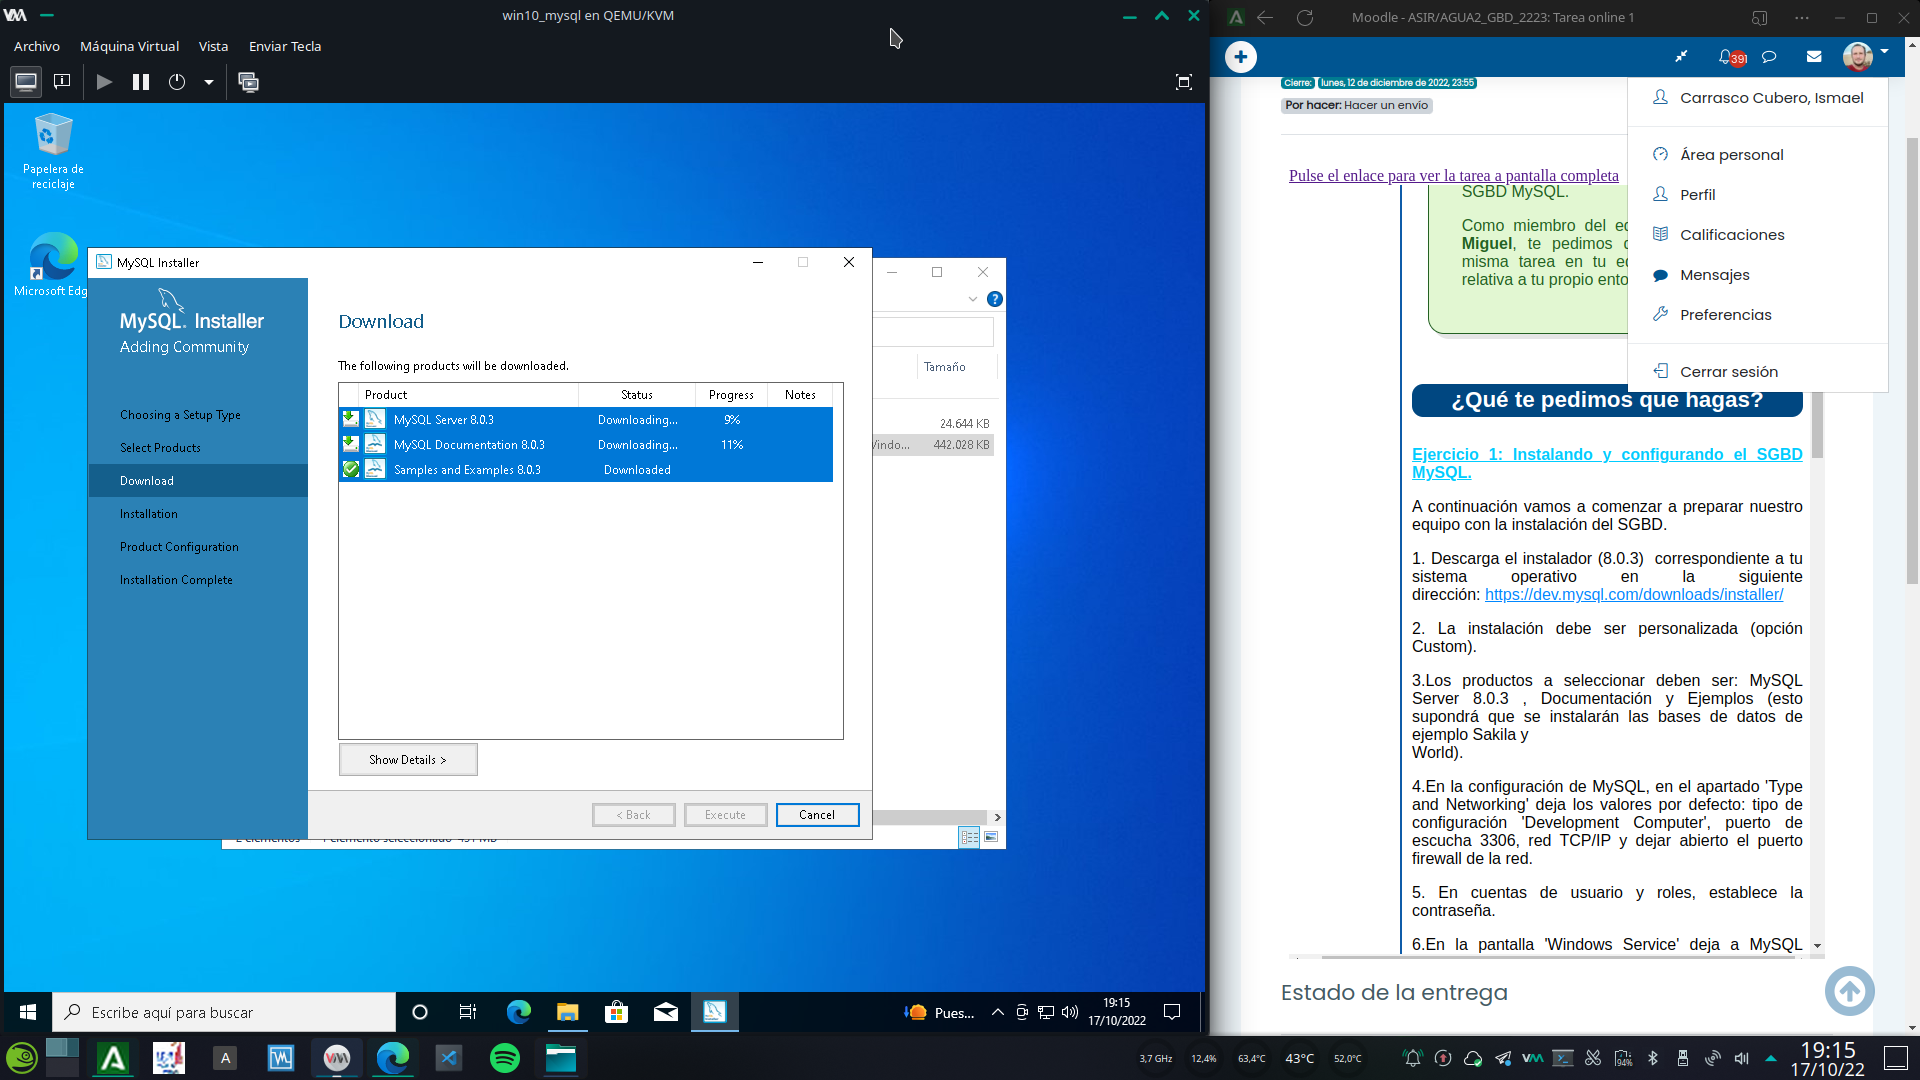 win10_mysql en QEMU/KVM
Archivo Máquina Virtual Vista Enviar Tecla
Papelera de
reciclaje
Microsoft Edg
MySQL Installer
MySQL. Installer
Adding Community
Choosing a Setup Type
Select Products
Download
Installation
Product Configuration
Installation Complete
Download
The following products will be downloaded.
Product Status Progress Notes
MySQL Server 8.0.3 Downloading... 9%
MySQL Documentation 8.0.3 Downloading... 11%
Samples and Examples 8.0.3 Downloaded
Show Details >
< Back Execute Cancel
Tamaño
24.644 KB
442.028 KB
Escribe aquí para buscar
Pues...
19:15
17/10/2022
Moodle - ASIR/AGUA2_GBD_2223: Tarea online 1
391
Cierre: lunes, 12 de diciembre de 2022, 23:55
Por hacer: Hacer un envío
Carrasco Cubero, Ismael
Área personal
Perfil
Calificaciones
Mensajes
Preferencias
Cerrar sesión
Pulse el enlace para ver la tarea a pantalla completa
SGBD MySQL.
Como miembro del
Miguel, te pedimos
misma tarea en tu
relativa a tu propio
¿Qué te pedimos que hagas?
Ejercicio 1: Instalando y configurando el SGBD
MySQL.
A continuación vamos a comenzar a preparar nuestro
equipo con la instalación del SGBD.
1. Descarga el instalador (8.0.3) correspondiente a tu
sistema operativo en la siguiente
dirección: https://dev.mysql.com/downloads/installer/
2. La instalación debe ser personalizada (opción
Custom).
3.Los productos a seleccionar deben ser: MySQL
Server 8.0.3 , Documentación y Ejemplos (esto
supondrá que se instalarán las bases de datos de
ejemplo Sakila y
World).
4.En la configuración de MySQL, en el apartado 'Type
and Networking' deja los valores por defecto: tipo de
configuración 'Development Computer', puerto de
escucha 3306, red TCP/IP y dejar abierto el puerto
firewall de la red.
5. En cuentas de usuario y roles, establece la
contraseña.
6.En la pantalla 'Windows Service' deja a MySQL
Estado de la entrega
3,7 GHz 12,4% 63,4°C 43°C 52,0°C
94%
19:15
17/10/22